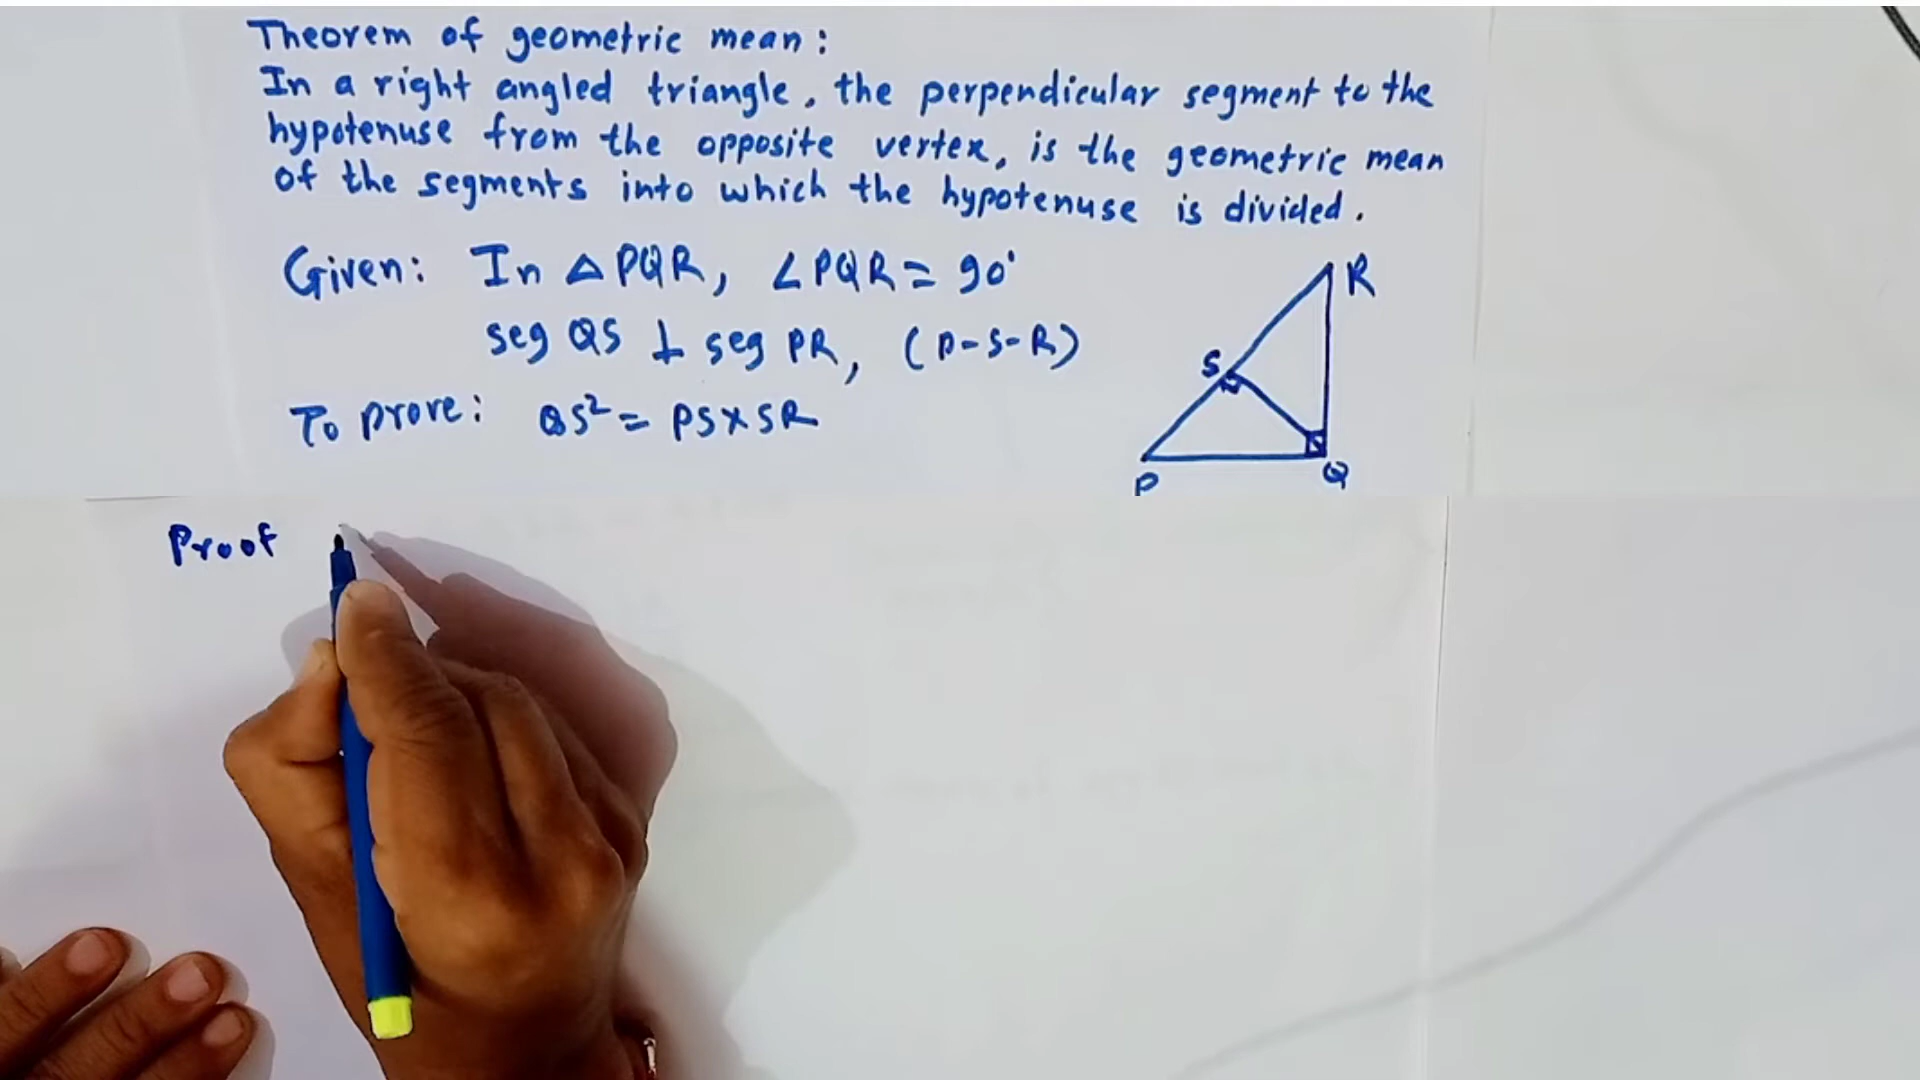 Theorem of geometric mean:
In a right angled triangle, the perpendicular segment to the
hypotenuse from the opposite vertex, is the geometric mean
of the segments into which the hypotenuse is divided.
Given: In △PQR, ∠PQR = 90°
seg QS ⊥ seg PR, (P-S-R)
To prove: QS² = PS×SR
R
S
P
Q
Proof